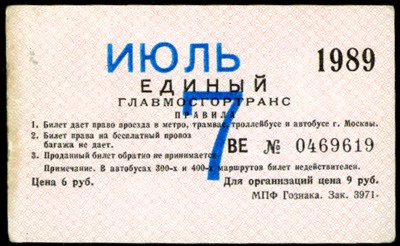 ИЮЛЬ 1989
7
ЕДИНЫЙ
ГЛАВМОСГОРТРАНС
ПРАВИЛА
1. Билет дает право проезда в метро, трамвае, троллейбусе и автобусе г. Москвы.
2. Билет права на бесплатный провоз
багажа не дает.
ВЕ № 0469619
3. Проданный билет обратно не принимается.
Примечание. В автобусах 300-х и 400-х маршрутов билет недействителен.
Цена 6 руб. Для организаций цена 9 руб.
МПФ Гознака. Зак. 3971.